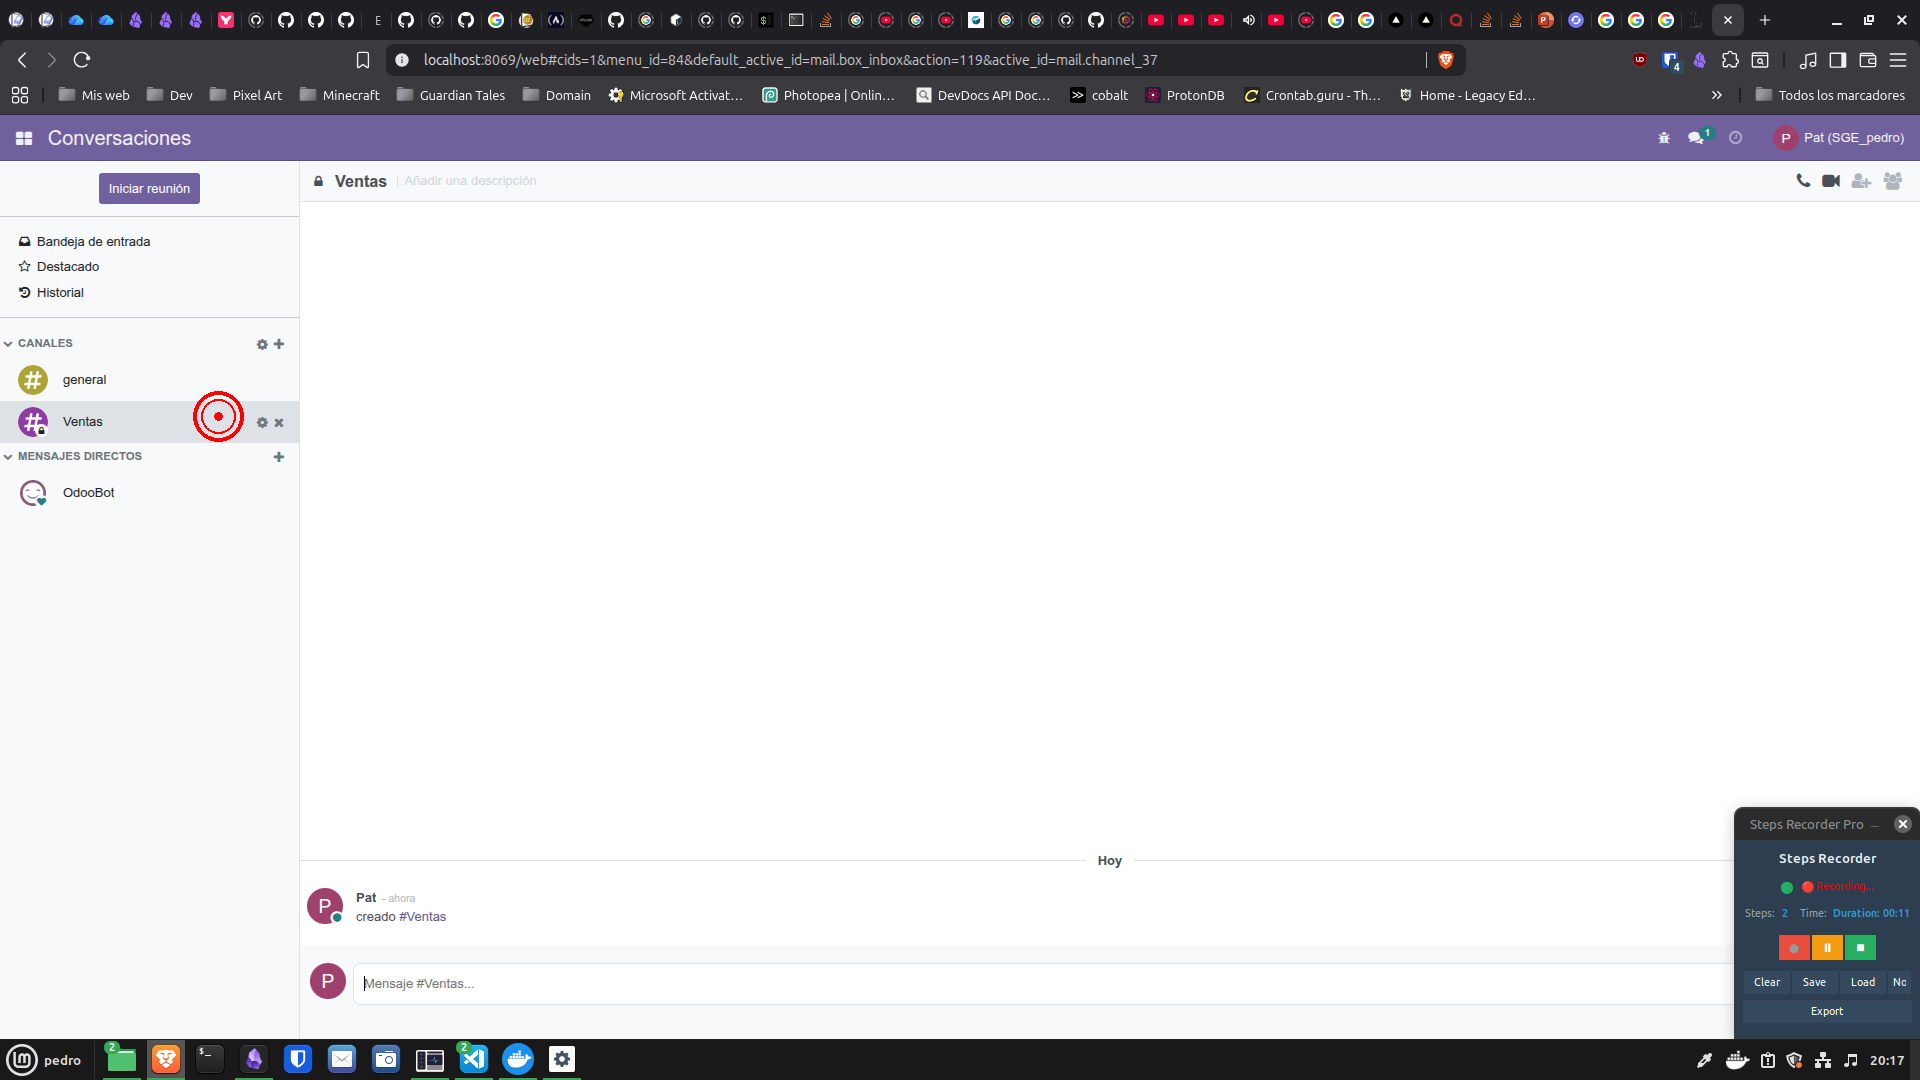 localhost:8069/web#cids=1&menu_id=84&default_active_id=mail.box_inbox&action=119&active_id=mail.channel_37
4
Mis web
Dev
Pixel Art
Minecraft
Guardian Tales
Domain
Microsoft Activat...
Photopea | Onlin...
DevDocs API Doc...
cobalt
ProtonDB
Crontab.guru - Th...
Home - Legacy Ed...
Todos los marcadores
Conversaciones
1
P
Pat (SGE_pedro)
Iniciar reunión
Ventas
Añadir una descripción
Bandeja de entrada
Destacado
Historial
CANALES
general
Ventas
MENSAJES DIRECTOS
OdooBot
Hoy
P
Pat - ahora
creado #Ventas
P
Mensaje #Ventas...
Steps Recorder Pro
Steps Recorder
Recording...
Steps: 2 Time: Duration: 00:11
Clear
Save
Load
No
Export
pedro
2
2
20:17